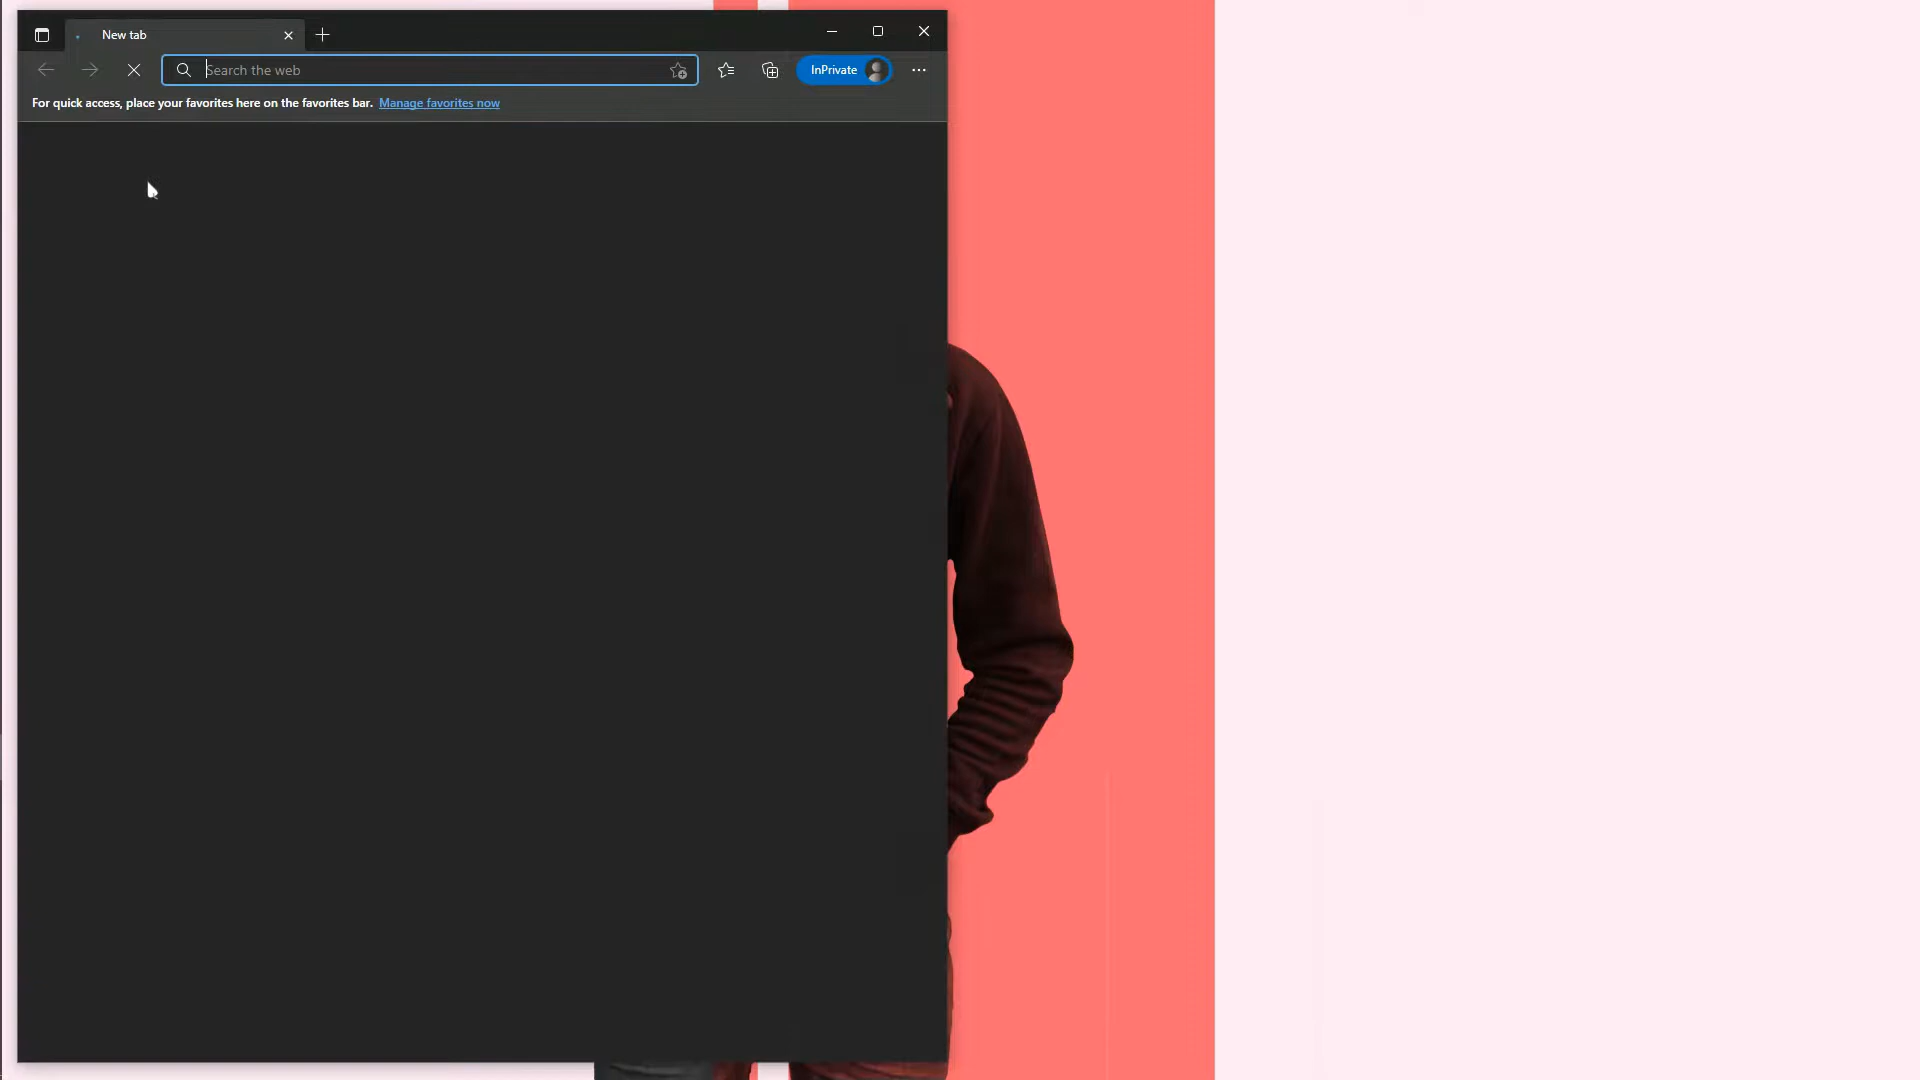 New tab
Search the web
InPrivate
For quick access, place your favorites here on the favorites bar. Manage favorites now